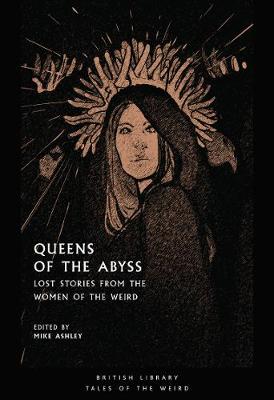 QUEENS
OF THE ABYSS
LOST STORIES FROM THE
WOMEN OF THE WEIRD
EDITED BY
MIKE ASHLEY
BRITISH LIBRARY
TALES OF THE WEIRD